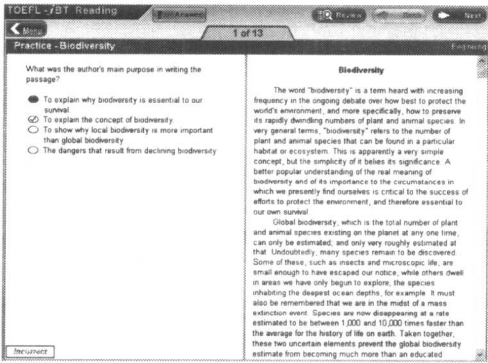 TOEFL -iBT Reading
Review
Back
Next
Menu
1 of 13
Practice - Biodiversity
Beginning
What was the author's main purpose in writing the
passage?
To explain why biodiversity is essential to our
survival.
To explain the concept of biodiversity.
To show why local biodiversity is more important
than global biodiversity
The dangers that result from declining biodiversity
Incorrect
Biodiversity
The word "biodiversity" is a term heard with increasing
frequency in the ongoing debate over how best to protect the
world's environment, and more specifically, how to preserve
its rapidly dwindling numbers of plant and animal species. In
very general terms, "biodiversity" refers to the number of
plant and animal species that can be found in a particular
habitat or ecosystem. This is apparently a very simple
concept, but the simplicity of it belies its significance. A
better popular understanding of the real meaning of
biodiversity and of its importance to the circumstances in
which we presently find ourselves is critical to the success of
efforts to protect the environment, and therefore essential to
our own survival.
Global biodiversity, which is the total number of plant
and animal species existing on the planet at any one time,
can only be estimated; and only very roughly estimated at
that. Undoubtedly, many species remain to be discovered.
Some of these, such as insects and microscopic life, are
small enough to have escaped our notice, while others dwell
in areas we have only begun to explore, the species
inhabiting the deepest ocean depths, for example. It must
also be remembered that we are in the midst of a mass
extinction event. Species are now disappearing at a rate
estimated to be between 1,000 and 10,000 times faster than
the average for the history of life on earth. Taken together,
these two uncertain elements prevent the global biodiversity
estimate from becoming much more than an educated